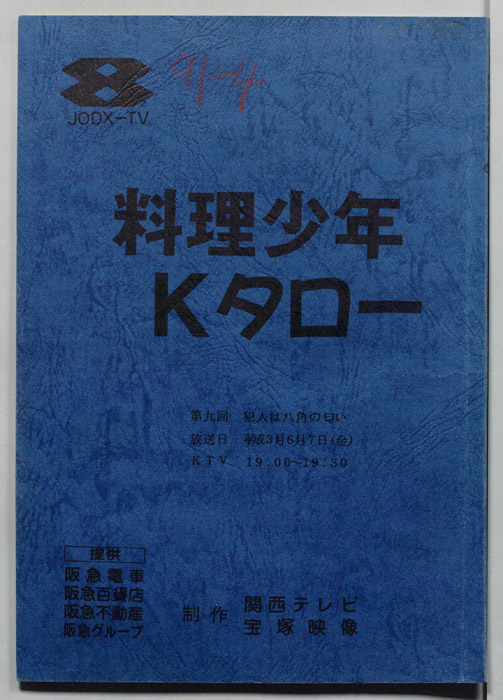 91-4
JODX-TV
料理少年
Kタロー
第九回 犯人は八角の匂い
放送日 平成3月6月7日(金)
KTV 19:00~19:30
提供
阪急電車
阪急百貨店
阪急不動産
阪急グループ
制作 関西テレビ
宝塚映像